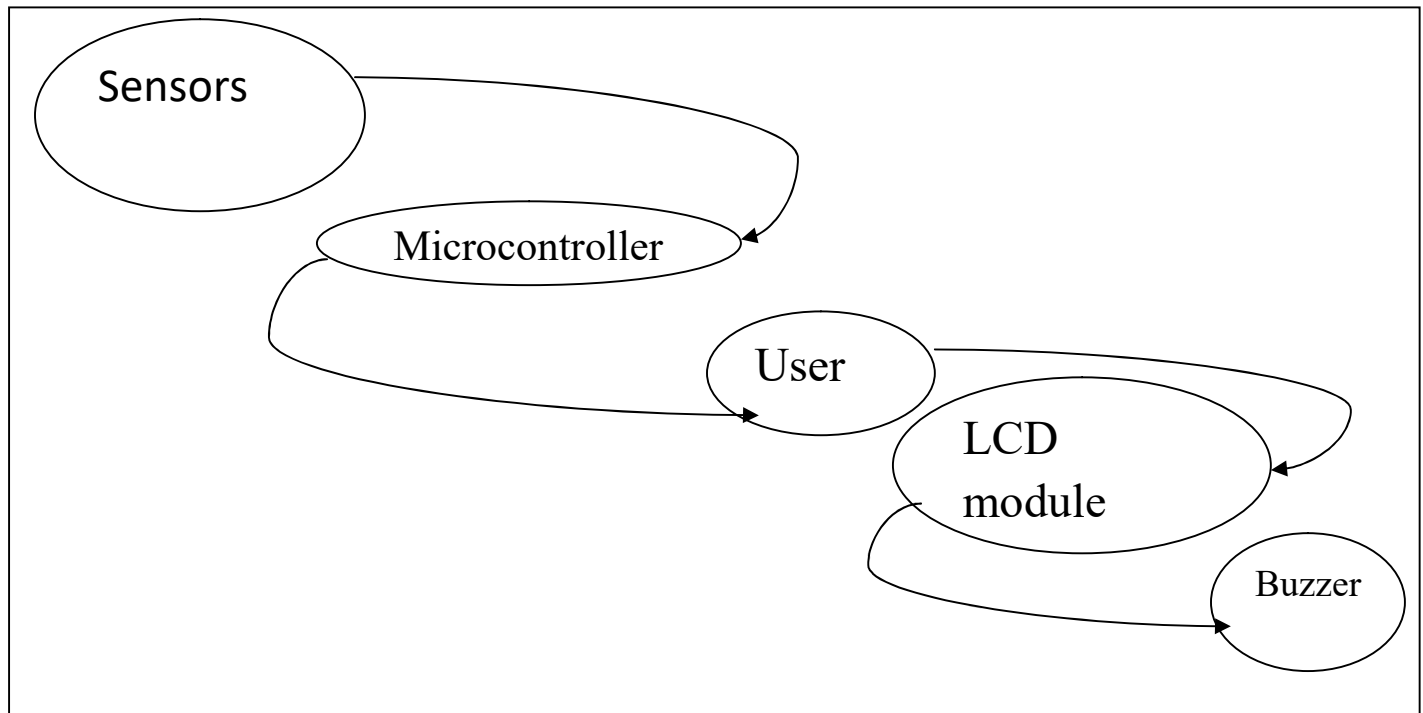 Sensors
Microcontroller
User
LCD
module
Buzzer